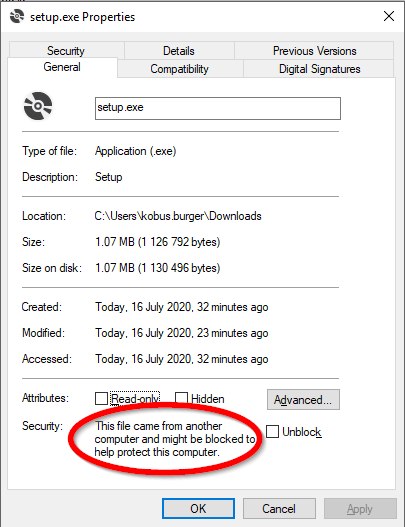 setup.exe Properties
Security Details Previous Versions
General Compatibility Digital Signatures
setup.exe
Type of file: Application (.exe)
Description: Setup
Location: C:\Users\kobus.burger\Downloads
Size: 1.07 MB (1 126 792 bytes)
Size on disk: 1.07 MB (1 130 496 bytes)
Created: Today, 16 July 2020, 32 minutes ago
Modified: Today, 16 July 2020, 23 minutes ago
Accessed: Today, 16 July 2020, 32 minutes ago
Attributes: Read-only Hidden Advanced...
Security: This file came from another
computer and might be blocked to Unblock
help protect this computer.
OK Cancel Apply